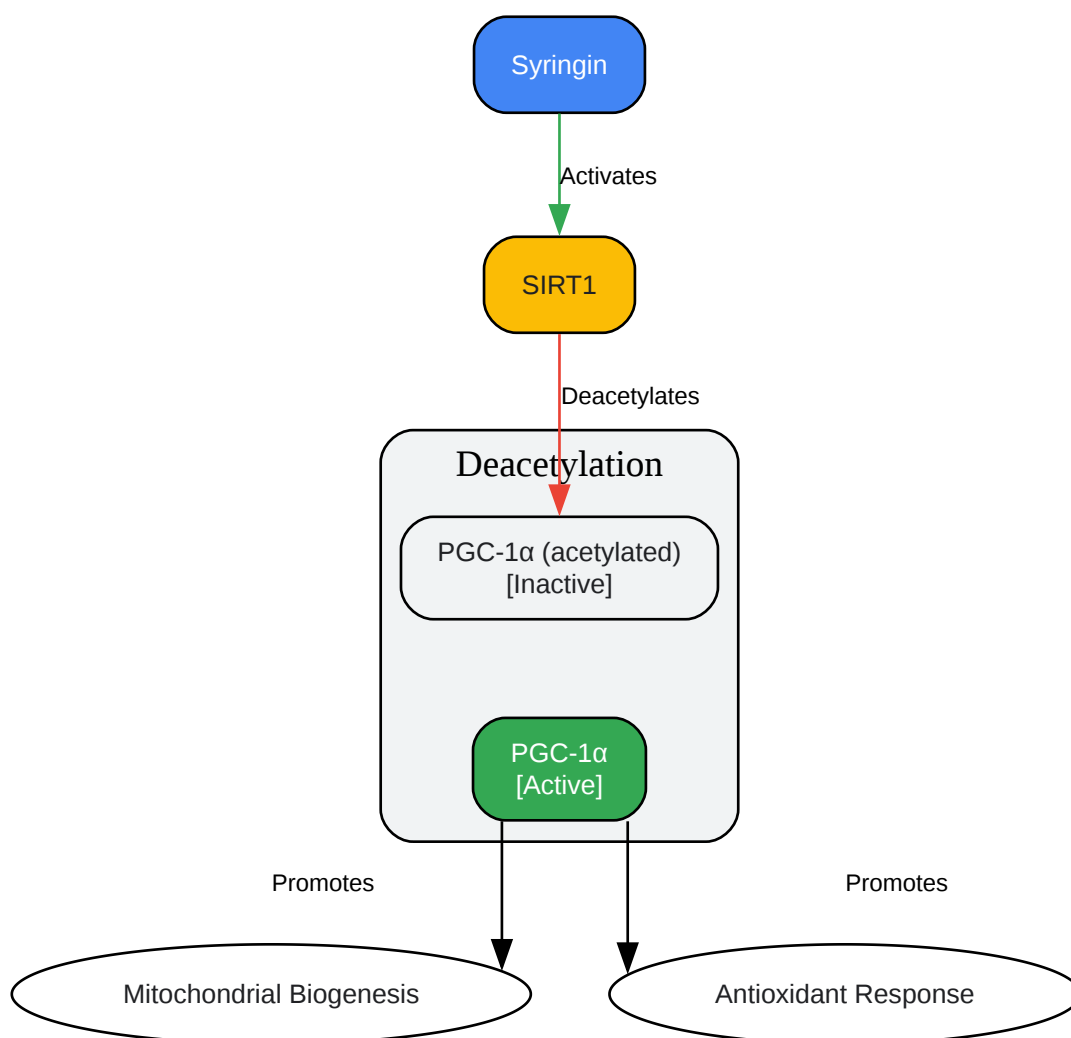 Syringin
Activates
SIRT1
Deacetylates
Deacetylation
PGC-1α (acetylated)
[Inactive]
PGC-1α
[Active]
Promotes
Promotes
Mitochondrial Biogenesis
Antioxidant Response